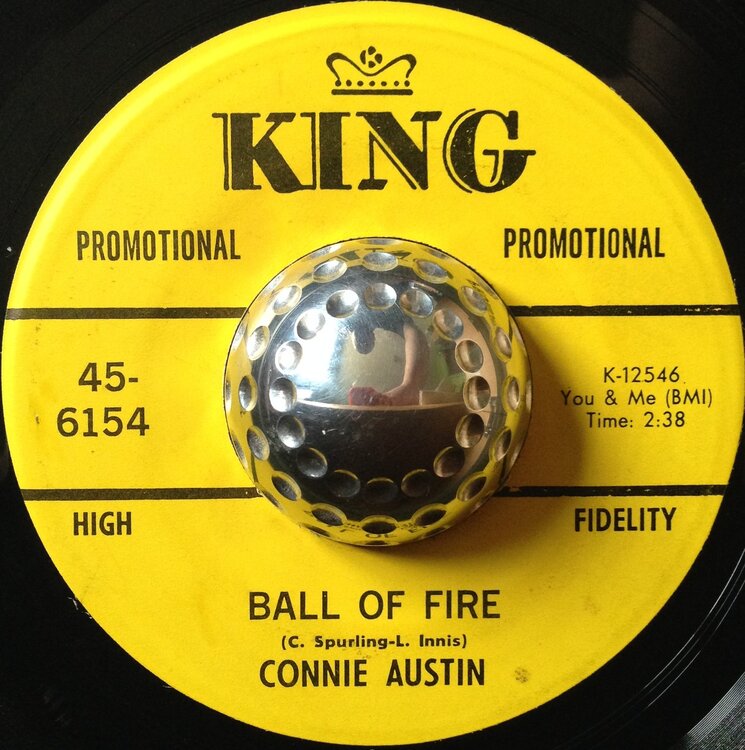 K
KING
PROMOTIONAL PROMOTIONAL
45-
6154
K-12546
You & Me (BMI)
Time: 2:38
HIGH FIDELITY
BALL OF FIRE
(C. Spurling-L. Innis)
CONNIE AUSTIN